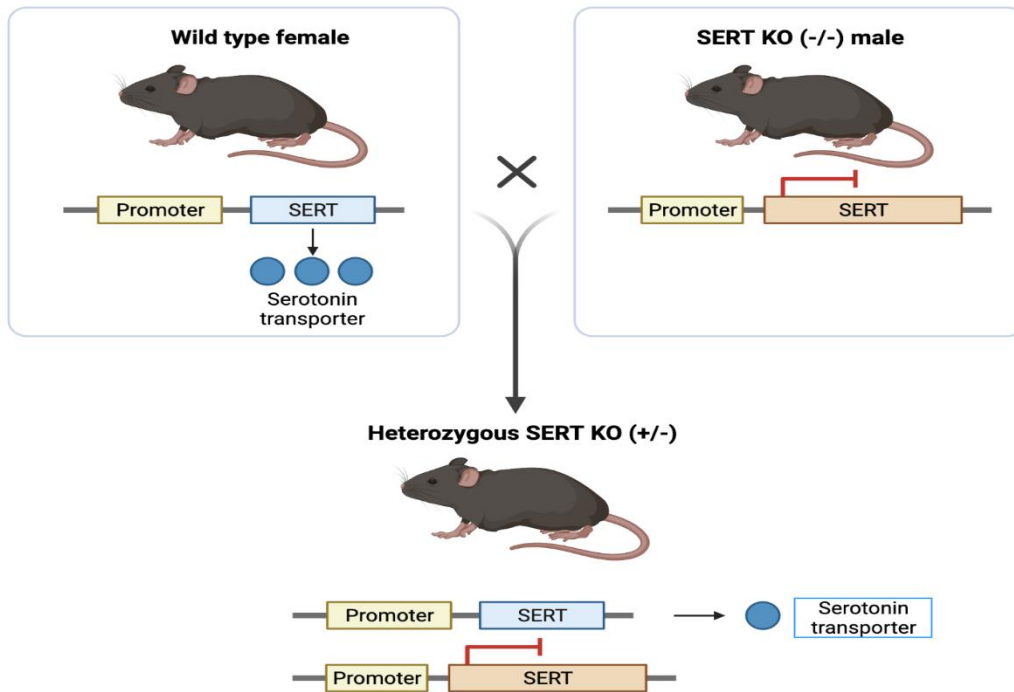 Wild type female
SERT KO (-/-) male
Promoter
SERT
Promoter
SERT
Serotonin
transporter
Heterozygous SERT KO (+/-)
Promoter
SERT
Serotonin
transporter
Promoter
SERT